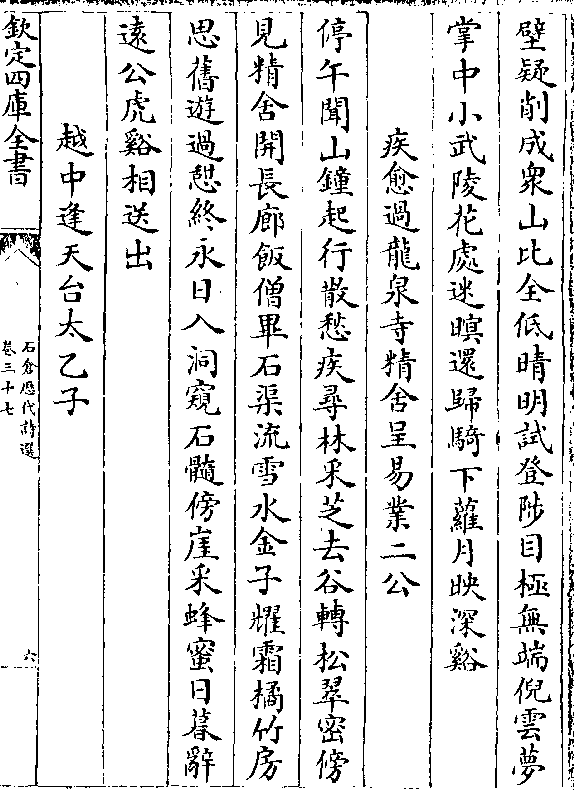 壁疑削成衆山比全低晴明試登陟目極無端倪雲夢
掌中小武陵花處迷暝還歸騎下蘿月映深谿
疾愈過龍泉寺精舍呈易業二公
停午聞山鐘起行散愁疾尋林采芝去谷轉松翠密傍
見精舍開長廊飯僧畢石渠流雪水金子耀霜橘竹房
思舊遊過憩終永日入洞窺石髓傍崖采蜂蜜日暮辭
遠公虎谿相送出
越中逢天台太乙子
欽定四庫全書
石倉歷代詩選
卷三十七
六